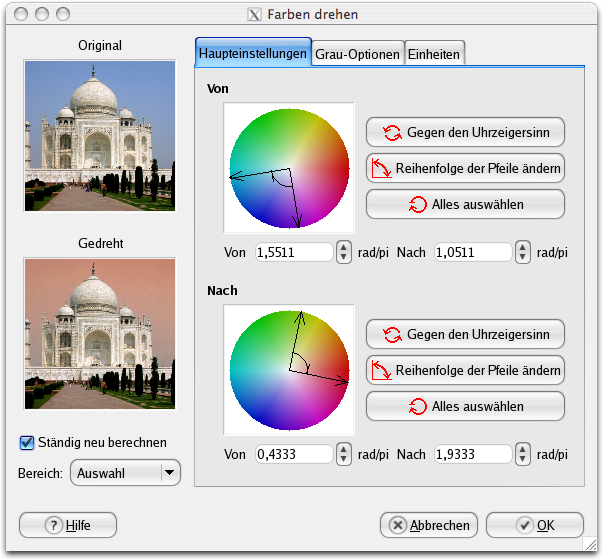 Farben drehen
Original
Gedreht
Ständig neu berechnen
Bereich: Auswahl
Haupteinstellungen Grau-Optionen Einheiten
Von
Gegen den Uhrzeigersinn
Reihenfolge der Pfeile ändern
Alles auswählen
Von 1,5511 rad/pi Nach 1,0511 rad/pi
Nach
Gegen den Uhrzeigersinn
Reihenfolge der Pfeile ändern
Alles auswählen
Von 0,4333 rad/pi Nach 1,9333 rad/pi
Hilfe Abbrechen OK